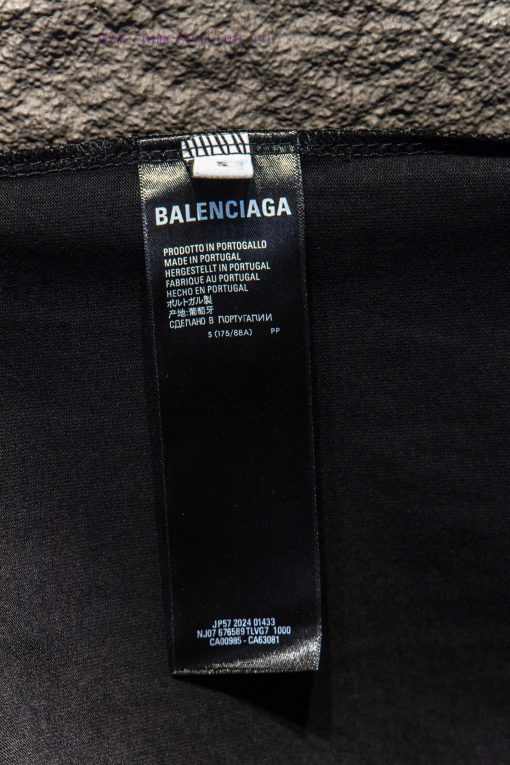 BALENCIAGA
PRODOTTO IN PORTOGALLO
MADE IN PORTUGAL
HERGESTELLT IN PORTUGAL
FABRIQUE AU PORTUGAL
HECHO EN PORTUGAL
ポルトガル製
产地:葡萄牙
СДЕЛАНО В ПОРТУГАЛИИ
S (175/88A) PP
JP57 2024 01433
NJ07 676589 TLVG7 1000
CA00985 - CA63081